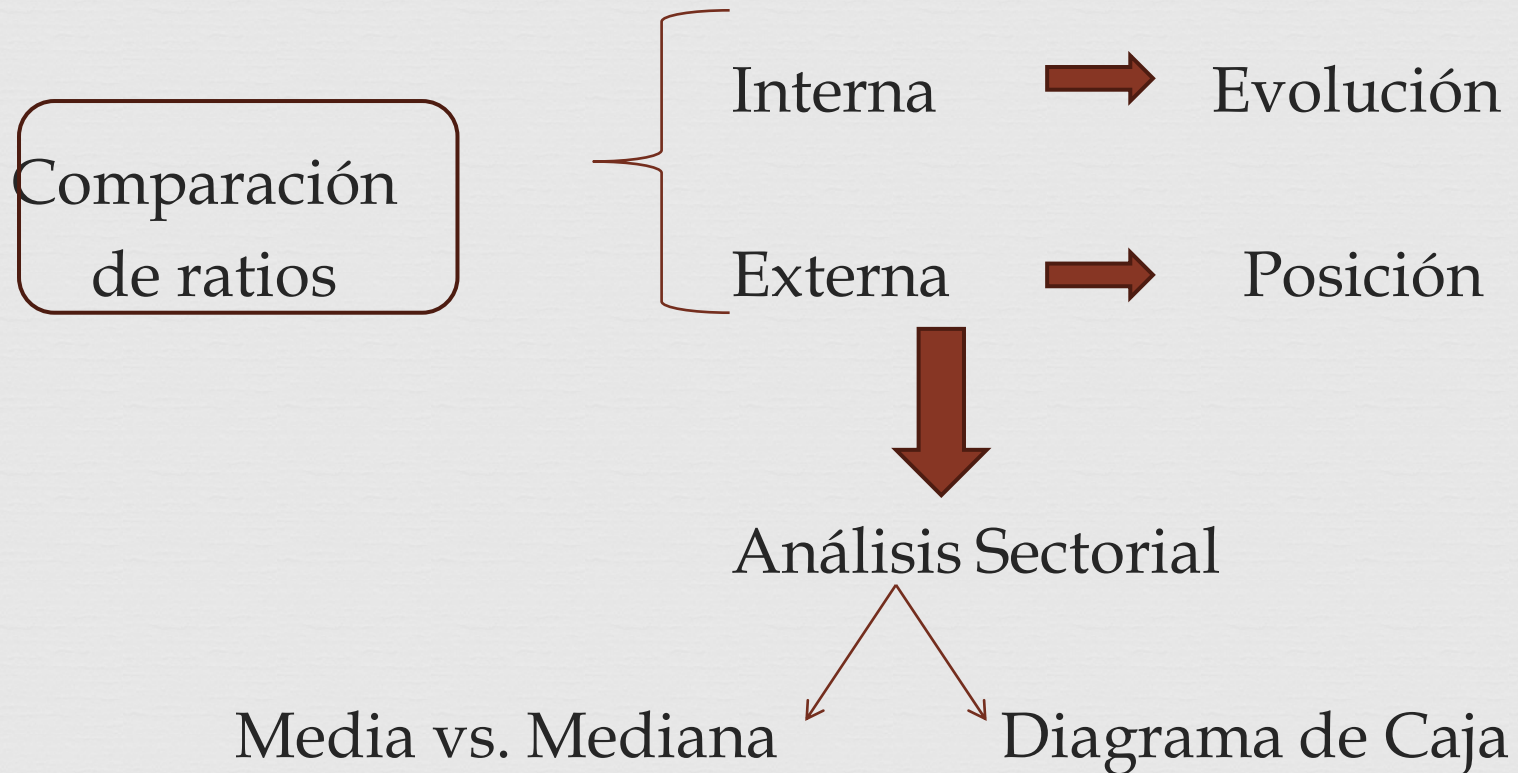 Comparación
de ratios
Interna
Evolución
Externa
Posición
Análisis Sectorial
Media vs. Mediana
Diagrama de Caja